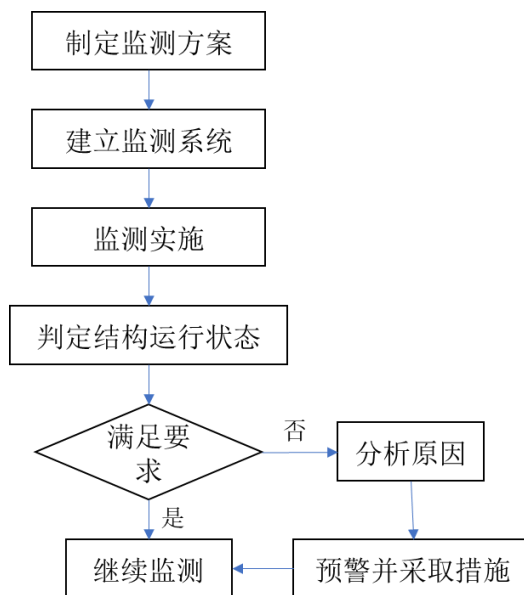 制定监测方案
建立监测系统
监测实施
判定结构运行状态
满足要
求
否
分析原因
是
继续监测
预警并采取措施